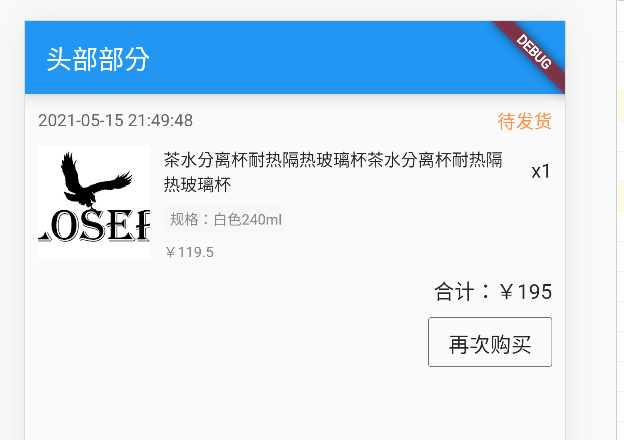 头部部分
DEBUG
2021-05-15 21:49:48
待发货
茶水分离杯耐热隔热玻璃杯茶水分离杯耐热隔
热玻璃杯
x1
LOSER
规格：白色240ml
￥119.5
合计：￥195
再次购买